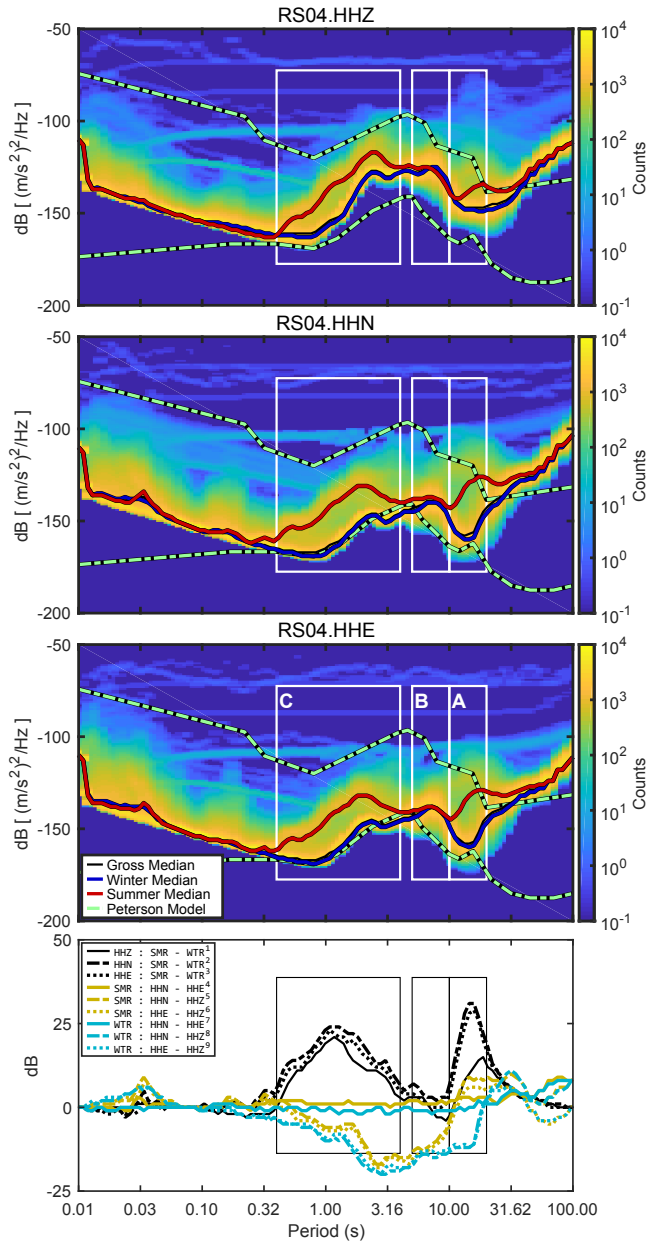 RS04.HHZ
-50
-100
-150
-200
dB [ (m/s²)²/Hz]
10⁴
10³
10²
10¹
10⁰
10⁻¹
Counts
RS04.HHN
-50
-100
-150
-200
dB [ (m/s²)²/Hz]
10⁴
10³
10²
10¹
10⁰
10⁻¹
Counts
RS04.HHE
-50
-100
-150
-200
dB [ (m/s²)²/Hz]
C B A
Gross Median
Winter Median
Summer Median
Peterson Model
10⁴
10³
10²
10¹
10⁰
10⁻¹
Counts
50
25
0
-25
dB
HHZ : SMR - WTR¹
HHN : SMR - WTR²
HHE : SMR - WTR³
SMR : HHN - HHE⁴
SMR : HHN - HHZ⁵
SMR : HHE - HHZ⁶
WTR : HHN - HHE⁷
WTR : HHN - HHZ⁸
WTR : HHE - HHZ⁹
0.01 0.03 0.10 0.32 1.00 3.16 10.00 31.62 100.00
Period (s)